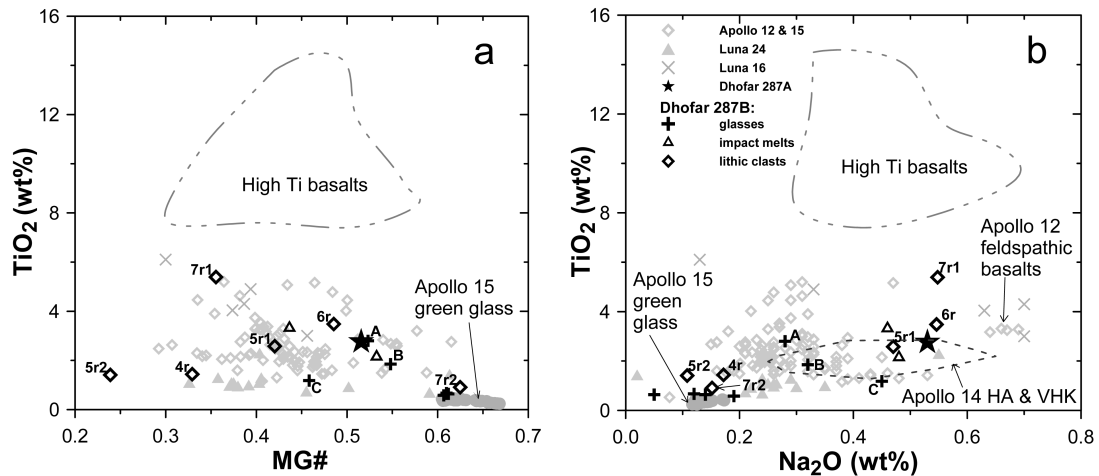 a
16
12
8
4
0
TiO2 (wt%)
High Ti basalts
7r1
Apollo 15
green glass
6r
A
5r1
B
5r2
4r
C
7r2
0.2
0.3
0.4
0.5
0.6
0.7
MG#
b
16
12
8
4
0
TiO2 (wt%)
Apollo 12 & 15
Luna 24
Luna 16
Dhofar 287A
Dhofar 287B:
glasses
impact melts
lithic clasts
High Ti basalts
Apollo 12
feldspathic
basalts
Apollo 15
green
glass
7r1
6r
A
5r1
B
5r2
4r
7r2
C
Apollo 14 HA & VHK
0.0
0.2
0.4
0.6
0.8
Na2O (wt%)